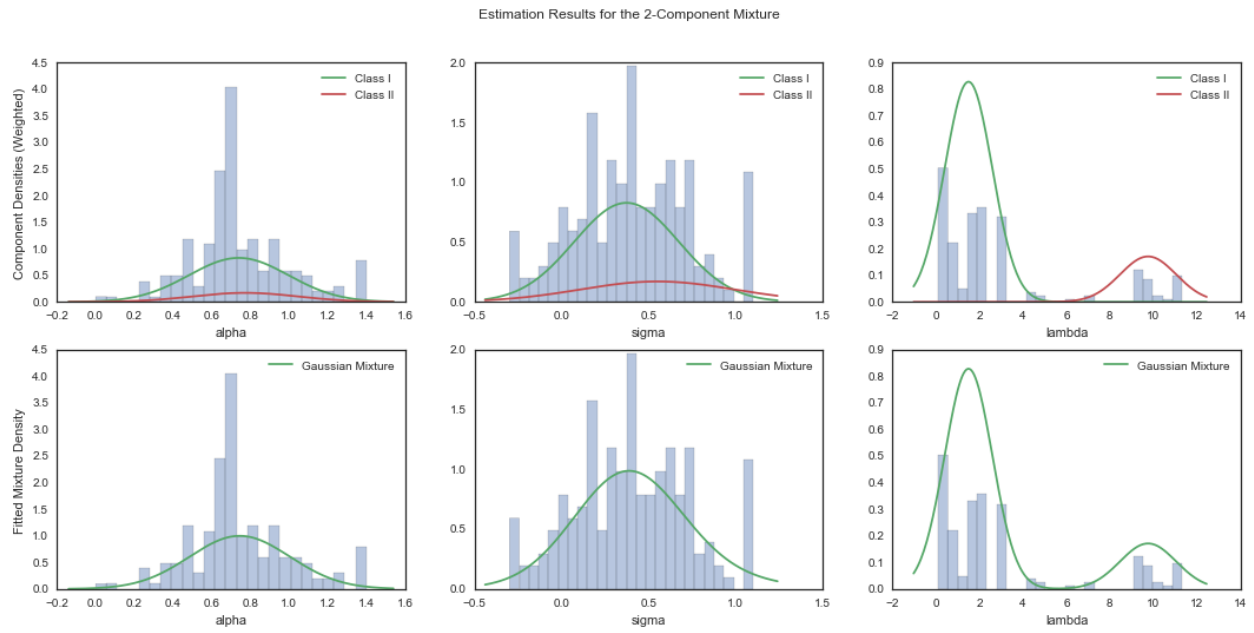 Estimation Results for the 2-Component Mixture
Component Densities (Weighted)
4.5
4.0
3.5
3.0
2.5
2.0
1.5
1.0
0.5
0.0
−0.2 0.0 0.2 0.4 0.6 0.8 1.0 1.2 1.4 1.6
alpha
Class I
Class II
2.0
1.5
1.0
0.5
0.0
−0.5 0.0 0.5 1.0 1.5
sigma
Class I
Class II
0.9
0.8
0.7
0.6
0.5
0.4
0.3
0.2
0.1
0.0
−2 0 2 4 6 8 10 12 14
lambda
Class I
Class II
Fitted Mixture Density
4.5
4.0
3.5
3.0
2.5
2.0
1.5
1.0
0.5
0.0
−0.2 0.0 0.2 0.4 0.6 0.8 1.0 1.2 1.4 1.6
alpha
Gaussian Mixture
2.0
1.5
1.0
0.5
0.0
−0.5 0.0 0.5 1.0 1.5
sigma
Gaussian Mixture
0.9
0.8
0.7
0.6
0.5
0.4
0.3
0.2
0.1
0.0
−2 0 2 4 6 8 10 12 14
lambda
Gaussian Mixture